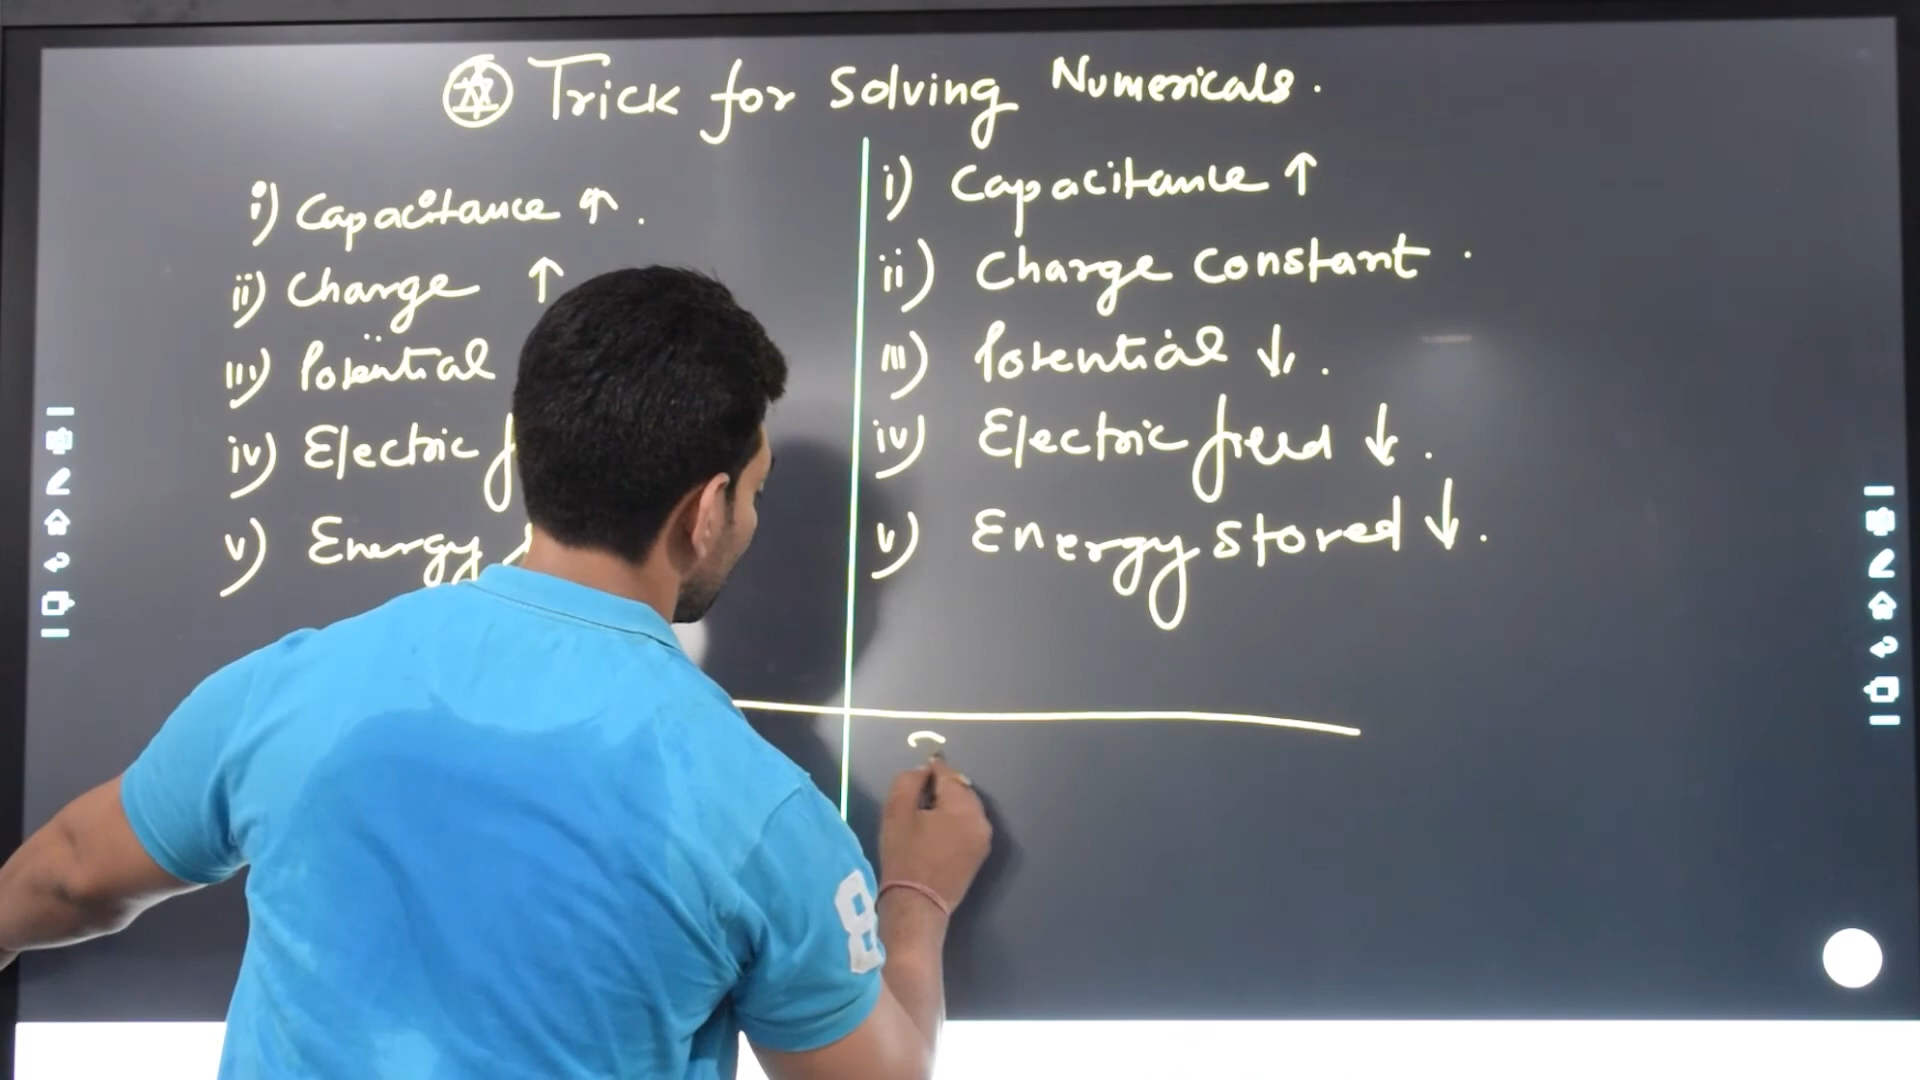 Trick for Solving Numericals.
i) Capacitance ↑.
ii) Charge ↑
iii) Potential
iv) Electric
v) Energy
i) Capacitance ↑
ii) Charge constant.
iii) Potential ↓.
iv) Electric field ↓.
v) Energy stored ↓.
8